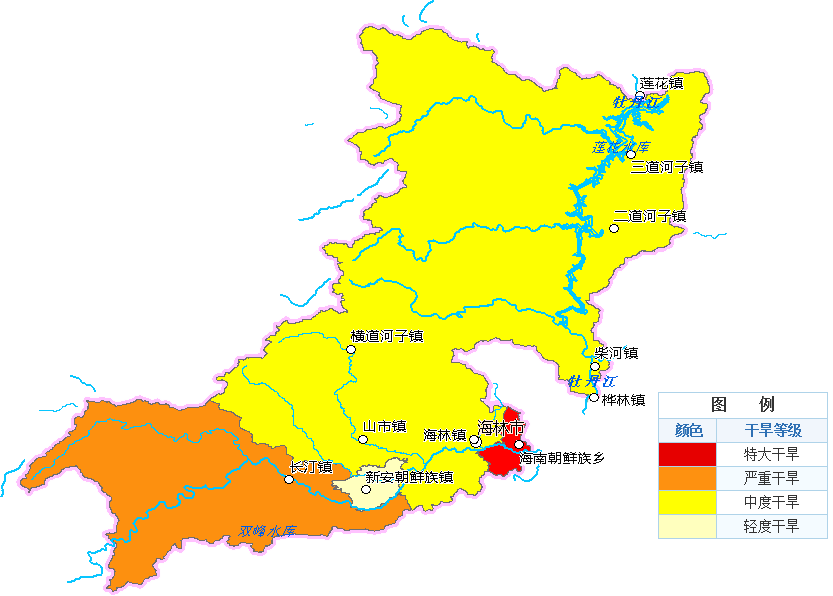 莲花镇
牡丹江
莲花水库
三道河子镇
二道河子镇
横道河子镇
柴河镇
牡丹江
桦林镇
山市镇
海林镇
海林市
海南朝鲜族乡
长汀镇
新安朝鲜族镇
双峰水库
图 例
颜色 干旱等级
特大干旱
严重干旱
中度干旱
轻度干旱